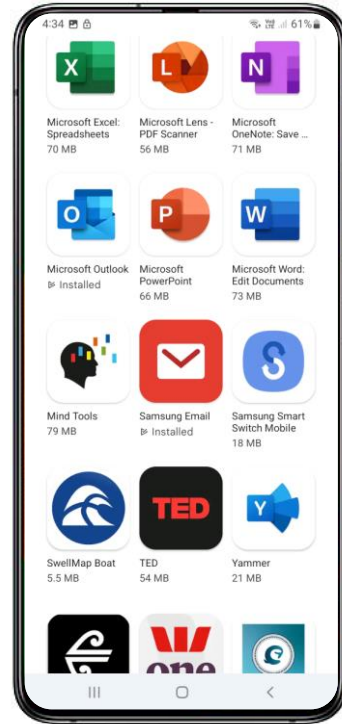 4:34 61%
X L N
Microsoft Excel: Microsoft Lens - Microsoft
Spreadsheets PDF Scanner OneNote: Save ...
70 MB 56 MB 71 MB
O P W
Microsoft Outlook Microsoft Microsoft Word:
Installed PowerPoint Edit Documents
66 MB 73 MB
S
Mind Tools Samsung Email Samsung Smart
79 MB Installed Switch Mobile
18 MB
TED Y
SwellMap Boat TED Yammer
5.5 MB 54 MB 21 MB
one